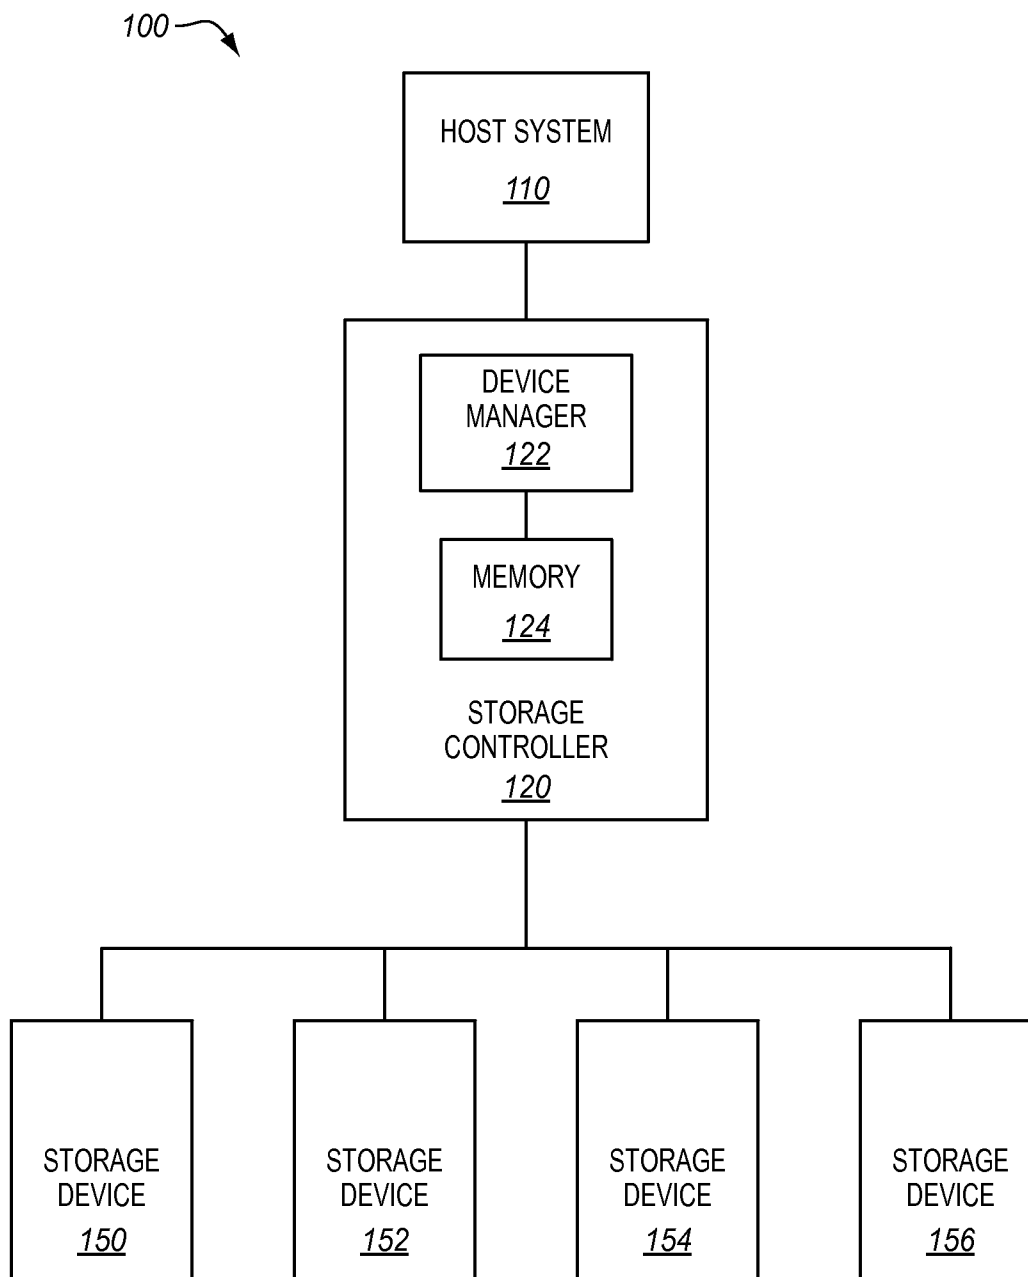 100
HOST SYSTEM
110
DEVICE
MANAGER
122
MEMORY
124
STORAGE
CONTROLLER
120
STORAGE
DEVICE
150
STORAGE
DEVICE
152
STORAGE
DEVICE
154
STORAGE
DEVICE
156